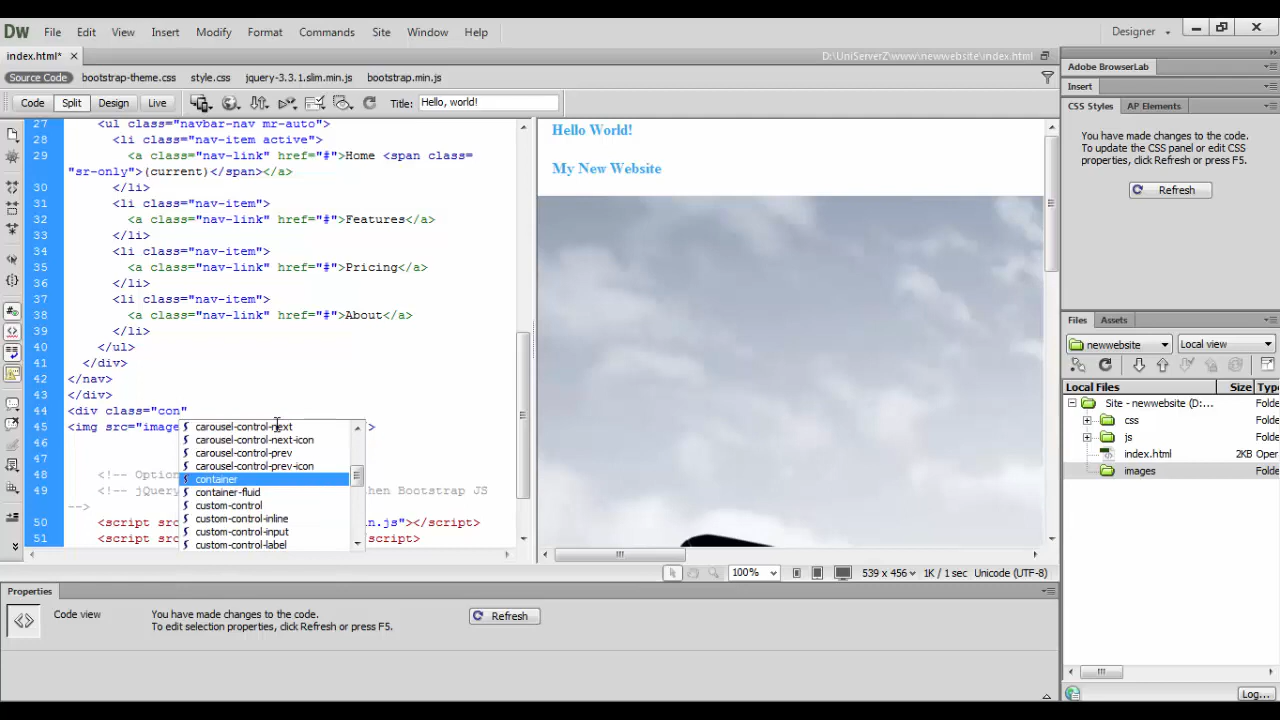 Dw File Edit View Insert Modify Format Commands Site Window Help Designer
index.html* D:\UniServerZ\www\newwebsite\index.html
Source Code bootstrap-theme.css style.css jquery-3.3.1.slim.min.js bootstrap.min.js
Code Split Design Live Title: Hello, world!
27 <ul class="navbar-nav mr-auto">
28 <li class="nav-item active">
29 <a class="nav-link" href="#">Home <span class=
"sr-only">(current)</span></a>
30 </li>
31 <li class="nav-item">
32 <a class="nav-link" href="#">Features</a>
33 </li>
34 <li class="nav-item">
35 <a class="nav-link" href="#">Pricing</a>
36 </li>
37 <li class="nav-item">
38 <a class="nav-link" href="#">About</a>
39 </li>
40 </ul>
41 </div>
42 </nav>
43 </div>
44 <div class="con"
45 <img src="image >
46
47
48 <!-- Option
49 <!-- jQuery hen Bootstrap JS
-->
50 <script src n.js"></script>
51 <script src script>
carousel-control-next
carousel-control-next-icon
carousel-control-prev
carousel-control-prev-icon
container
container-fluid
custom-control
custom-control-inline
custom-control-input
custom-control-label
Hello World!
My New Website
100% 539 x 456 1K / 1 sec Unicode (UTF-8)
Properties
Code view
You have made changes to the code.
To edit selection properties, click Refresh or press F5.
Refresh
Adobe BrowserLab
Insert
CSS Styles AP Elements
You have made changes to the code.
To update the CSS panel or edit CSS
properties, click Refresh or press F5.
Refresh
Files Assets
newwebsite Local view
Local Files Size Type
Site - newwebsite (D:... Folde
css Folde
js Folde
index.html 2KB Oper
images Folde
Log...